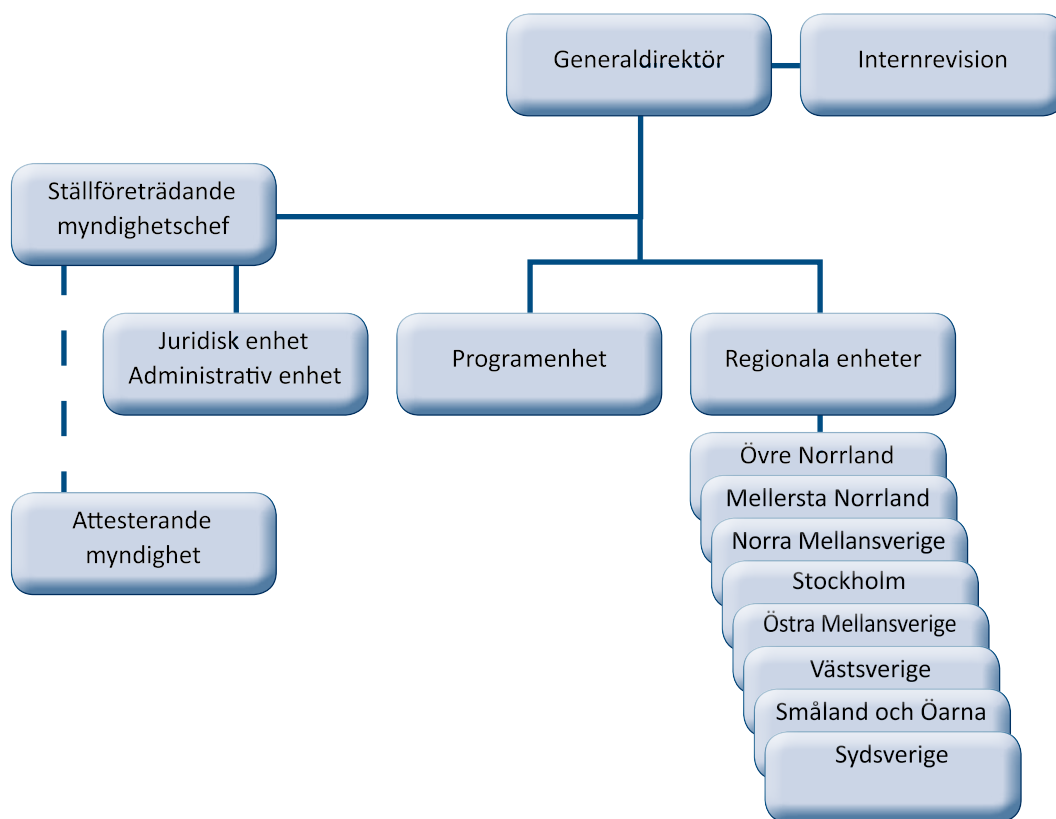 Generaldirektör
Internrevision
Ställföreträdande
myndighetschef
Juridisk enhet
Administrativ enhet
Programenhet
Regionala enheter
Övre Norrland
Mellersta Norrland
Norra Mellansverige
Stockholm
Östra Mellansverige
Västsverige
Småland och Öarna
Sydsverige
Attesterande
myndighet